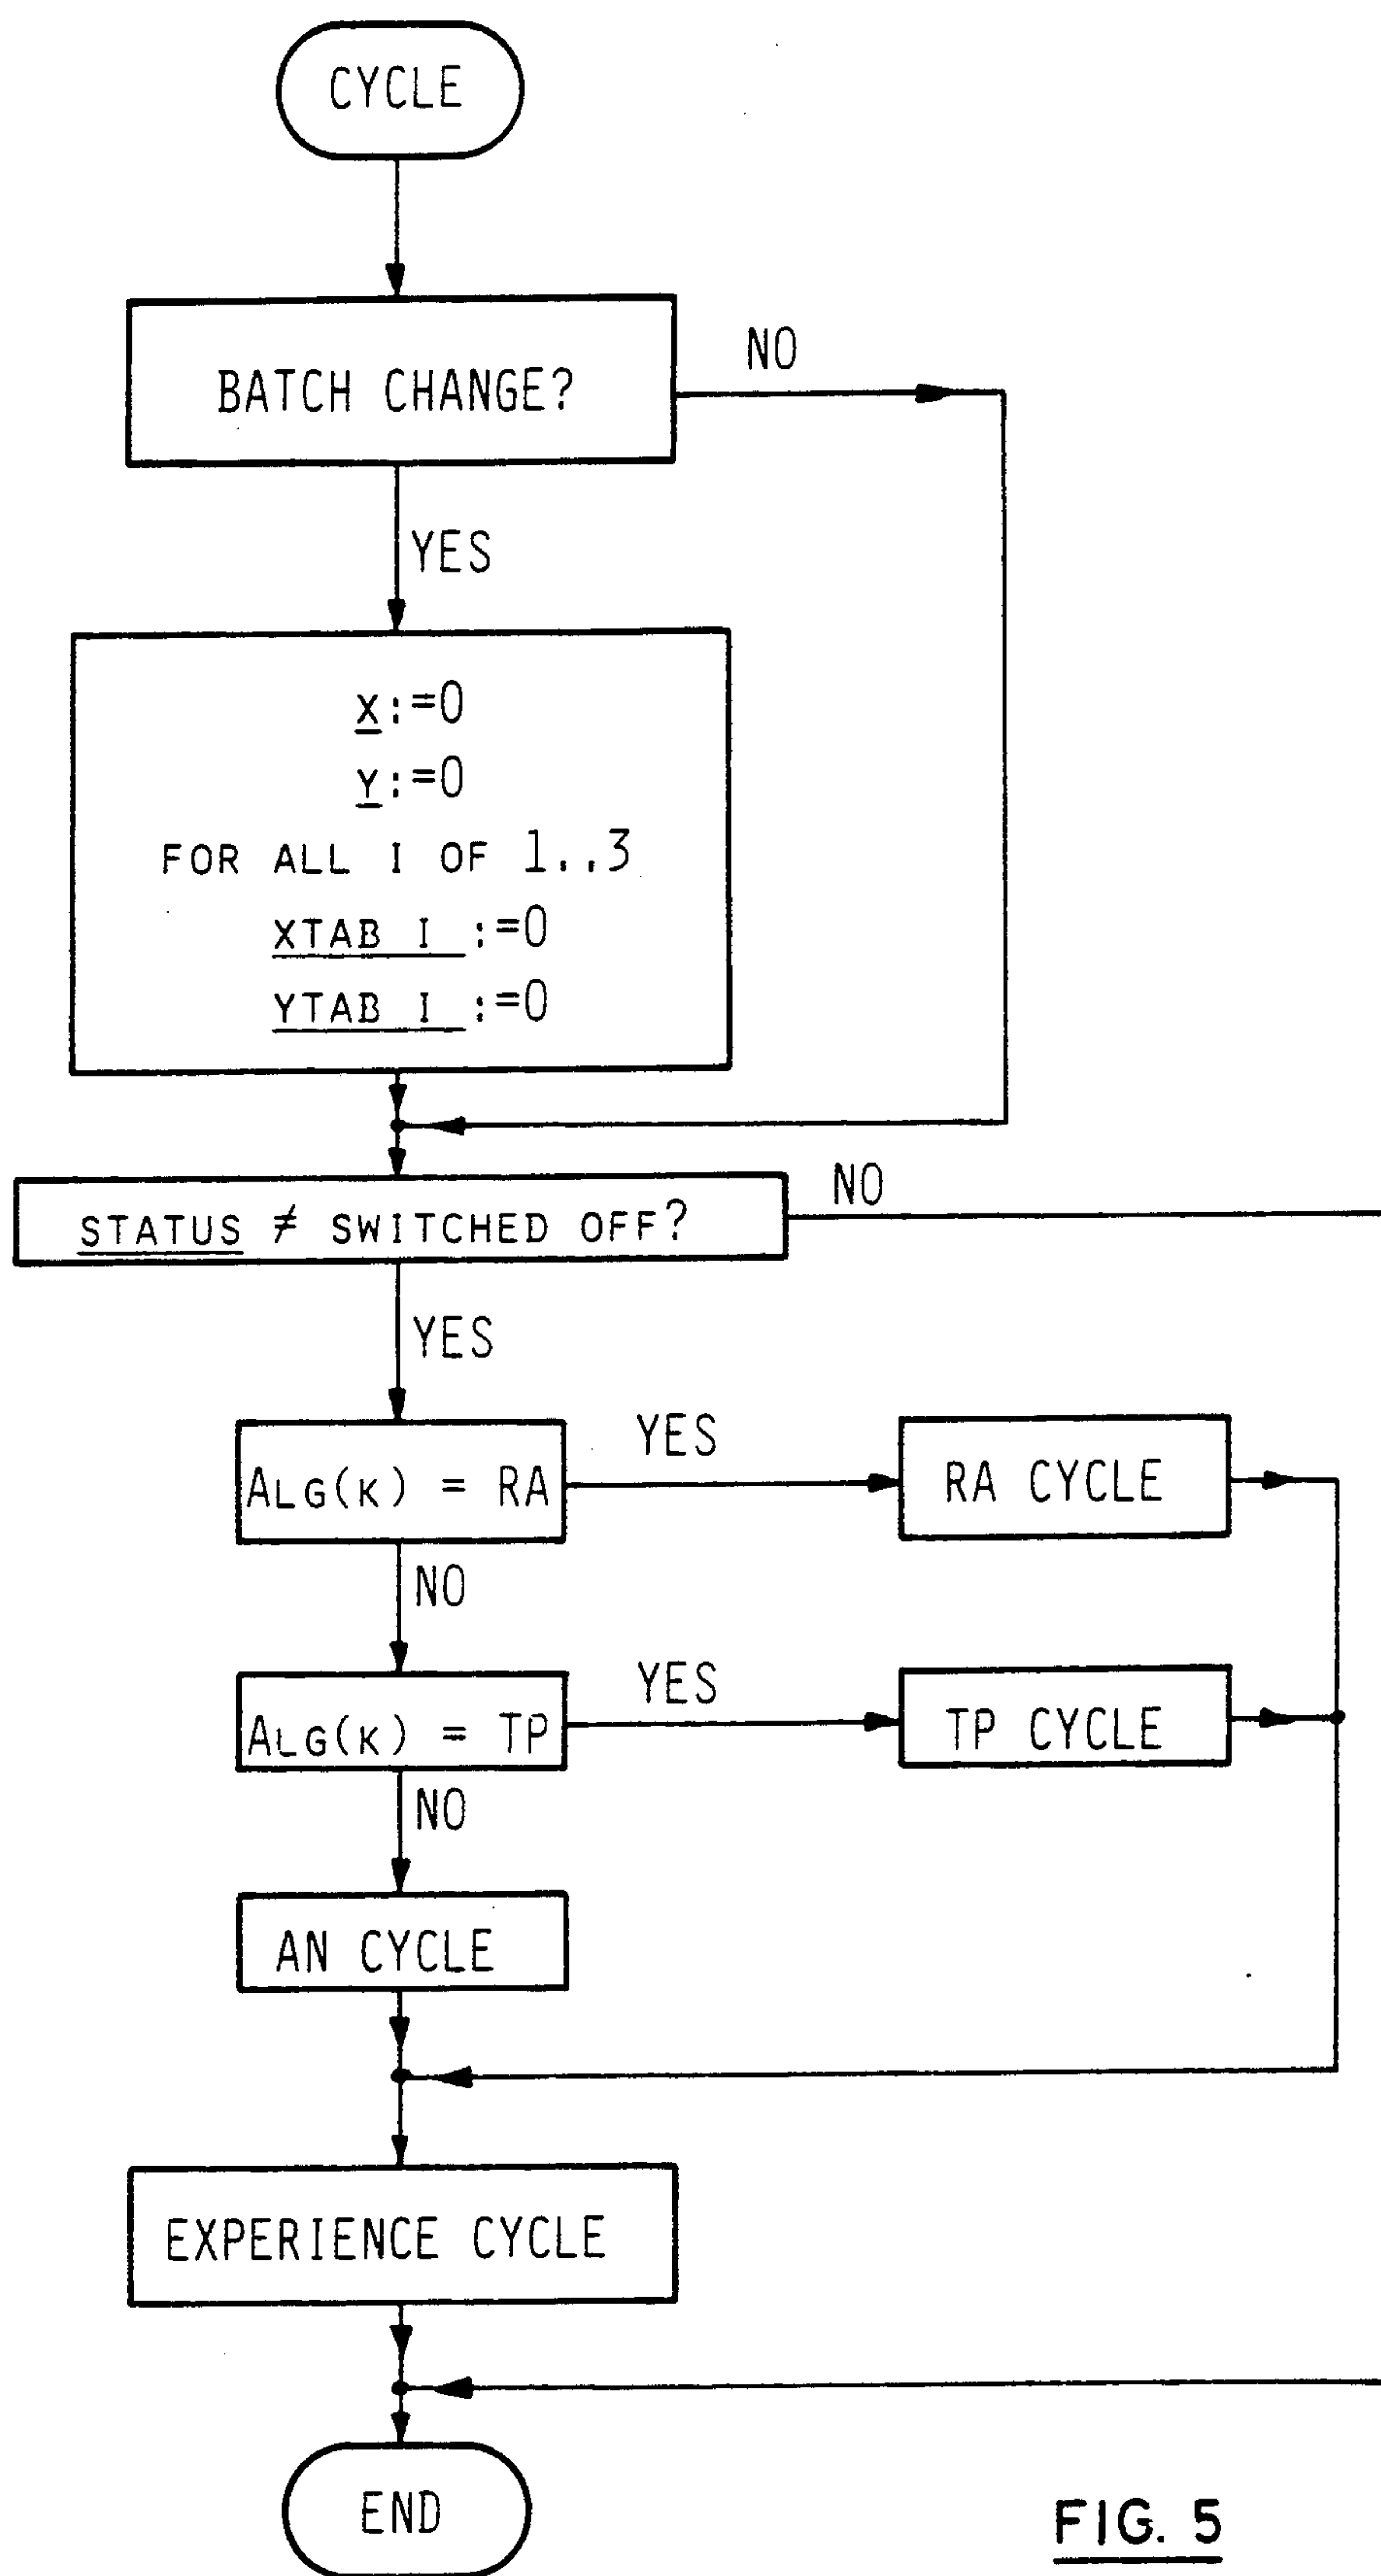 CYCLE
BATCH CHANGE?
NO
YES
X:=0
Y:=0
FOR ALL I OF 1..3
XTAB I :=0
YTAB I :=0
STATUS ≠ SWITCHED OFF?
NO
YES
ALG(K) = RA
YES
RA CYCLE
NO
ALG(K) = TP
YES
TP CYCLE
NO
AN CYCLE
EXPERIENCE CYCLE
END
FIG. 5